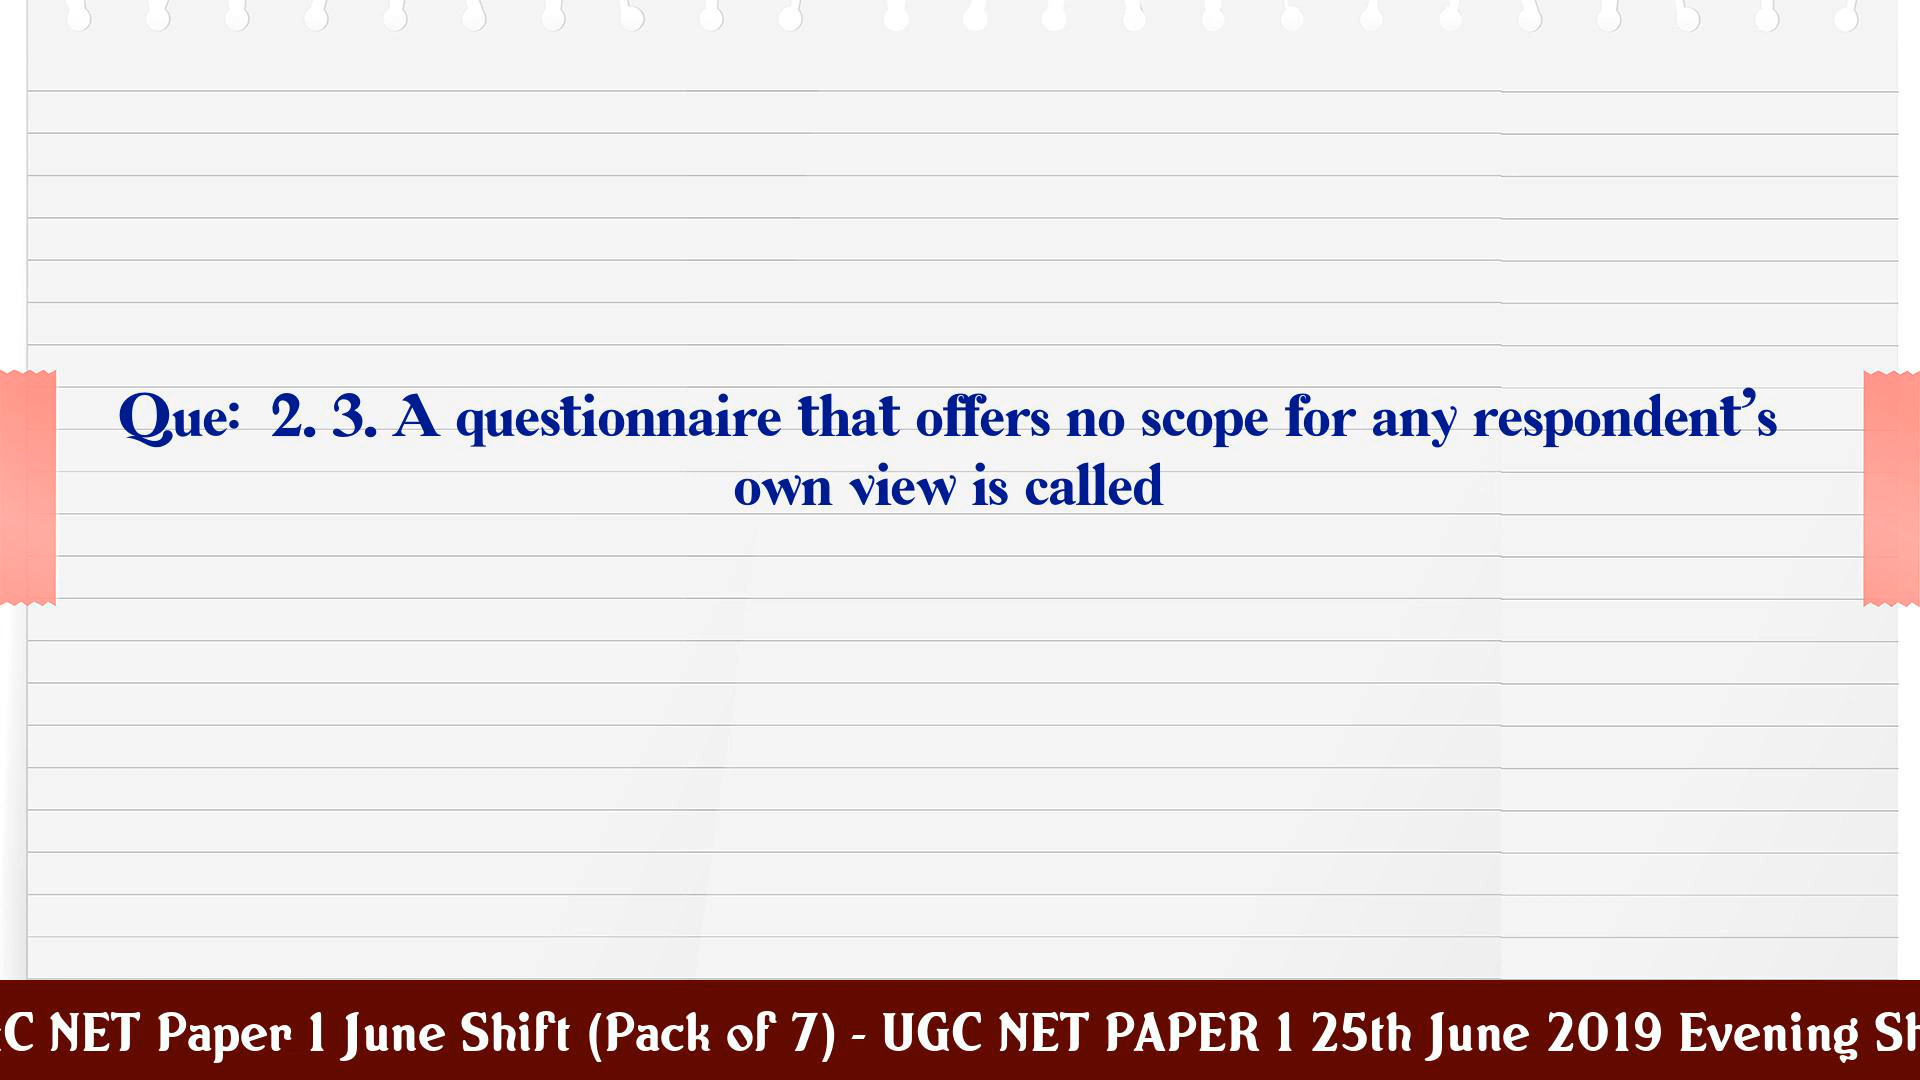 Que: 2. 3. A questionnaire that offers no scope for any respondent’s
own view is called
C NET Paper 1 June Shift (Pack of 7) - UGC NET PAPER 1 25th June 2019 Evening Sh